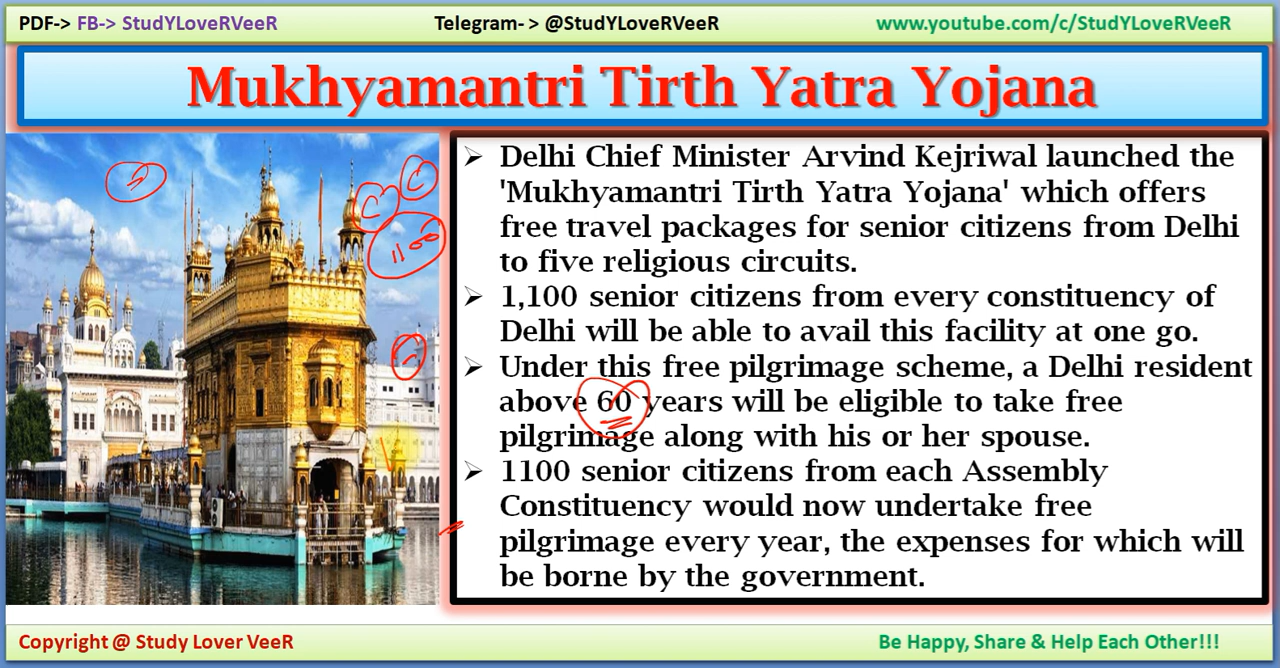 PDF-> FB-> StudYLoveRVeeR
Telegram- > @StudYLoveRVeeR
www.youtube.com/c/StudYLoveRVeeR
Mukhyamantri Tirth Yatra Yojana
1100
➢ Delhi Chief Minister Arvind Kejriwal launched the
'Mukhyamantri Tirth Yatra Yojana' which offers
free travel packages for senior citizens from Delhi
to five religious circuits.
➢ 1,100 senior citizens from every constituency of
Delhi will be able to avail this facility at one go.
➢ Under this free pilgrimage scheme, a Delhi resident
above 60 years will be eligible to take free
pilgrimage along with his or her spouse.
➢ 1100 senior citizens from each Assembly
Constituency would now undertake free
pilgrimage every year, the expenses for which will
be borne by the government.
Copyright @ Study Lover VeeR
Be Happy, Share & Help Each Other!!!